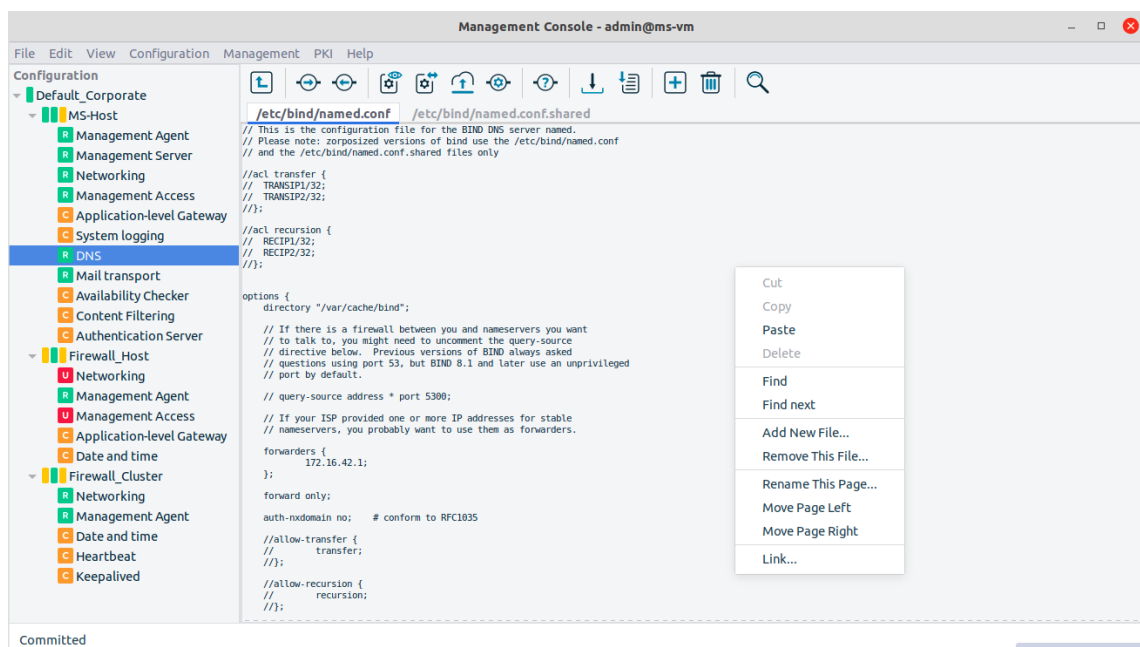 Management Console - admin@ms-vm
File Edit View Configuration Management PKI Help
Configuration
Default_Corporate
MS-Host
R Management Agent
R Management Server
R Networking
R Management Access
C Application-level Gateway
C System logging
R DNS
R Mail transport
C Availability Checker
C Content Filtering
C Authentication Server
Firewall_Host
U Networking
R Management Agent
U Management Access
C Application-level Gateway
C Date and time
Firewall_Cluster
R Networking
R Management Agent
C Date and time
C Heartbeat
C Keepalived
/etc/bind/named.conf /etc/bind/named.conf.shared
// This is the configuration file for the BIND DNS server named.
// Please note: zorposized versions of bind use the /etc/bind/named.conf
// and the /etc/bind/named.conf.shared files only
//acl transfer {
// TRANSIP1/32;
// TRANSIP2/32;
//};
//acl recursion {
// RECIP1/32;
// RECIP2/32;
//};
options {
directory "/var/cache/bind";
// If there is a firewall between you and nameservers you want
// to talk to, you might need to uncomment the query-source
// directive below. Previous versions of BIND always asked
// questions using port 53, but BIND 8.1 and later use an unprivileged
// port by default.
// query-source address * port 5300;
// If your ISP provided one or more IP addresses for stable
// nameservers, you probably want to use them as forwarders.
forwarders {
172.16.42.1;
};
forward only;
auth-nxdomain no; # conform to RFC1035
//allow-transfer {
// transfer;
//};
//allow-recursion {
// recursion;
//};
Cut
Copy
Paste
Delete
Find
Find next
Add New File...
Remove This File...
Rename This Page...
Move Page Left
Move Page Right
Link...
Committed